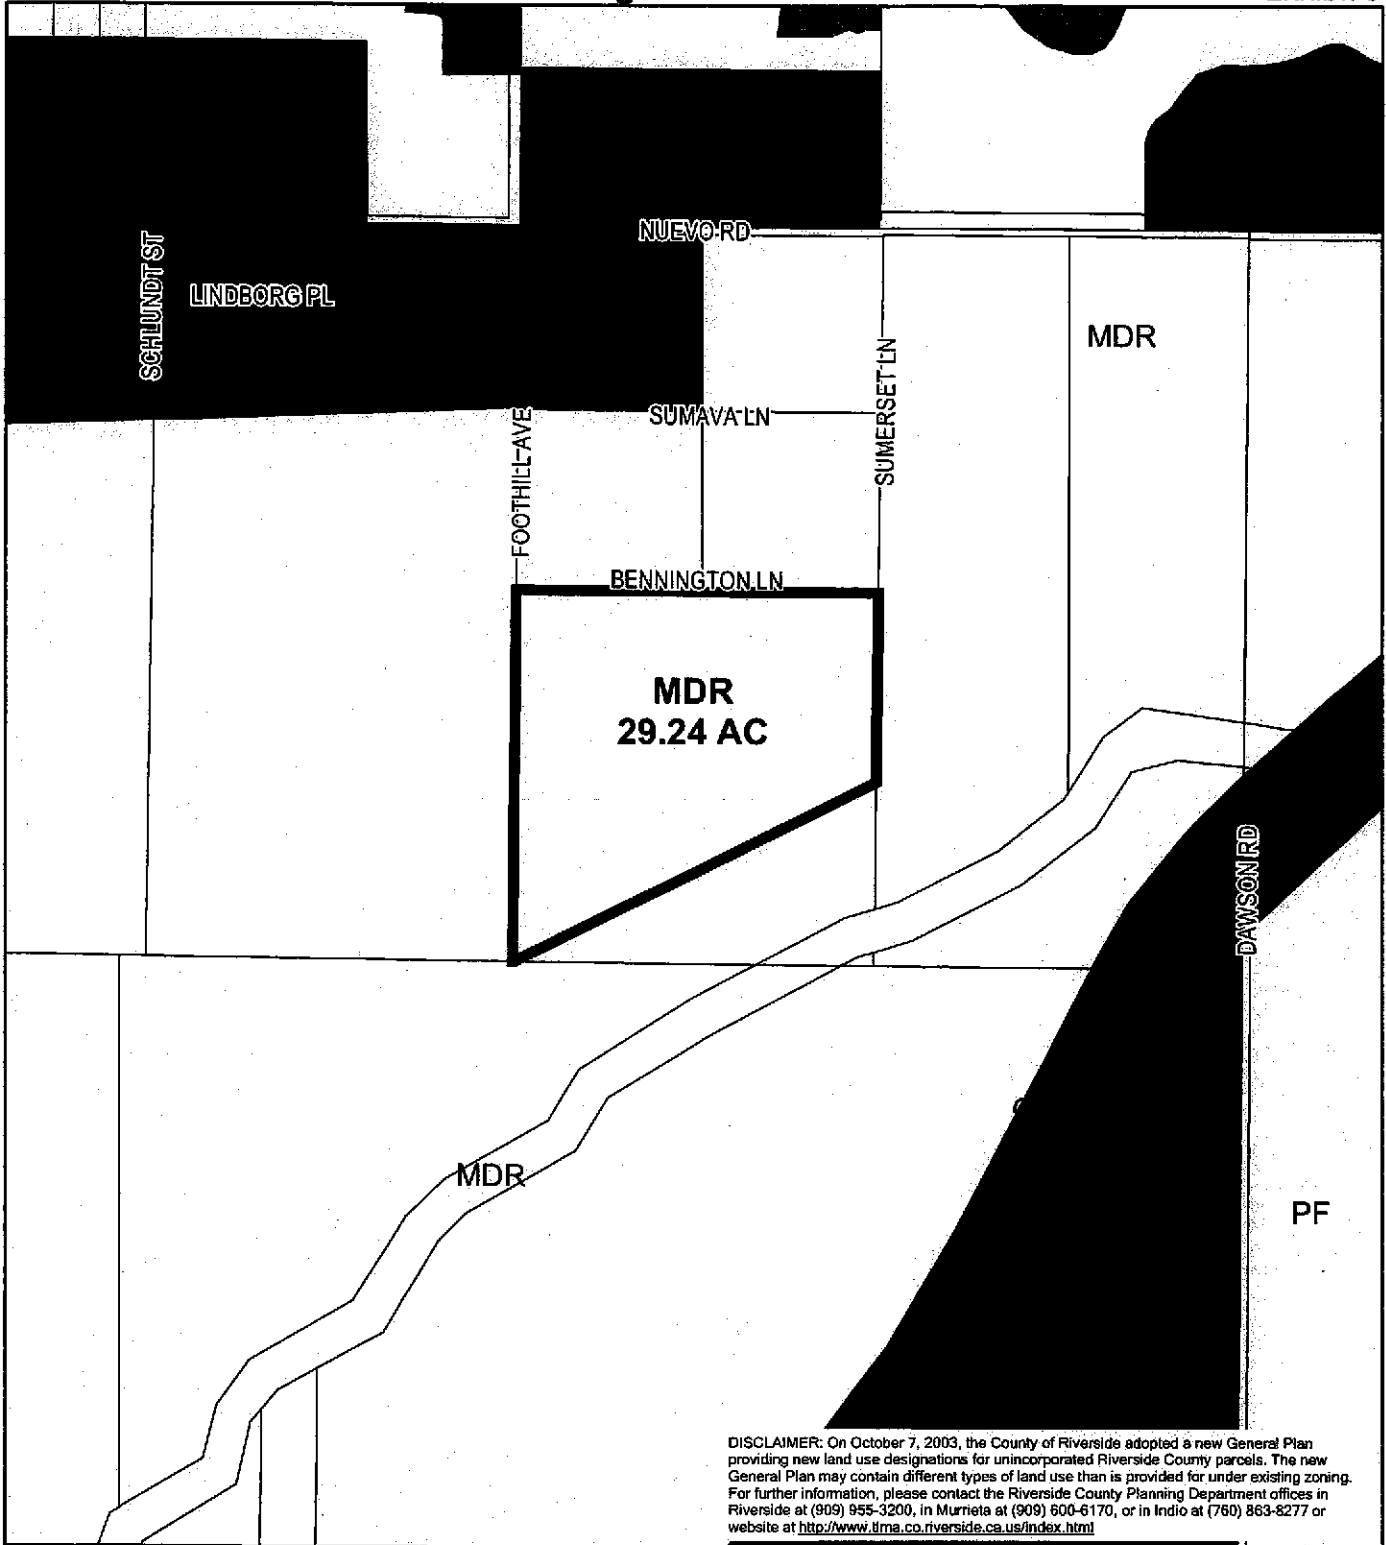 NUEVO RD
SCHLUNDT ST
LINDBORG PL
MDR
SUMERSET LN
FOOTHILL AVE
SUMAVA LN
BENNINGTON LN
MDR
29.24 AC
DAWSON RD
MDR
PF
DISCLAIMER: On October 7, 2003, the County of Riverside adopted a new General Plan
providing new land use designations for unincorporated Riverside County parcels. The new
General Plan may contain different types of land use than is provided for under existing zoning.
For further information, please contact the Riverside County Planning Department offices in
Riverside at (909) 955-3200, in Murrieta at (909) 600-6170, or in Indio at (760) 863-8277 or
website at http://www.tlma.co.riverside.ca.us/index.html